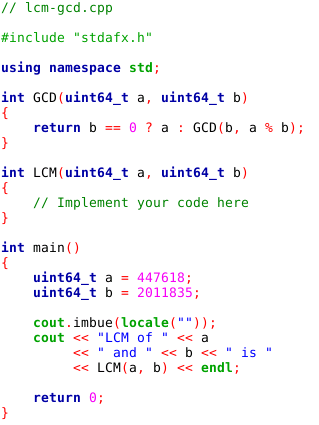 // lcm-gcd.cpp
#include "stdafx.h"
using namespace std;
int GCD(uint64_t a, uint64_t b)
{
    return b == 0 ? a : GCD(b, a % b);
}
int LCM(uint64_t a, uint64_t b)
{
    // Implement your code here
}
int main()
{
    uint64_t a = 447618;
    uint64_t b = 2011835;
    cout.imbue(locale(""));
    cout << "LCM of " << a
         << " and " << b << " is "
         << LCM(a, b) << endl;
    return 0;
}